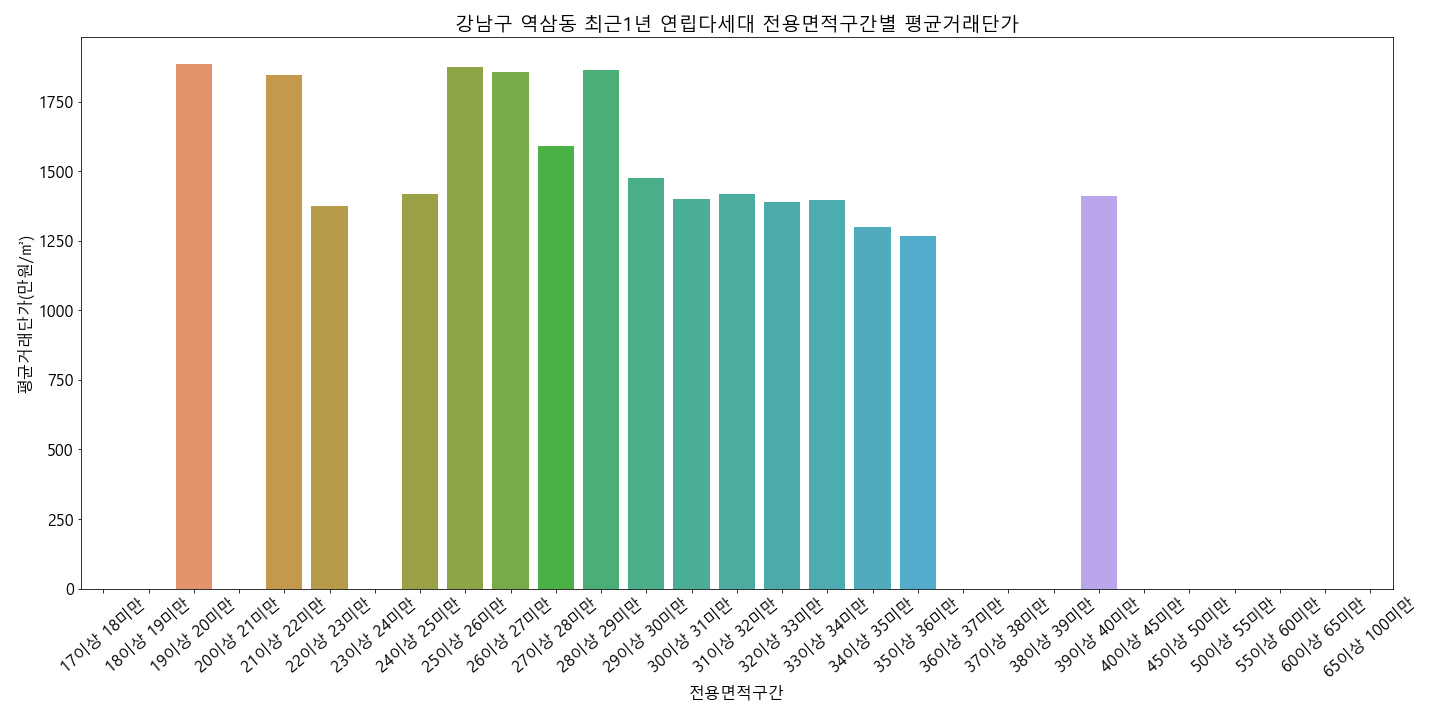 강남구 역삼동 최근1년 연립다세대 전용면적구간별 평균거래단가
평균거래단가(만원/㎡)
1750
1500
1250
1000
750
500
250
0
17이상 18미만
18이상 19미만
19이상 20미만
20이상 21미만
21이상 22미만
22이상 23미만
23이상 24미만
24이상 25미만
25이상 26미만
26이상 27미만
27이상 28미만
28이상 29미만
29이상 30미만
30이상 31미만
31이상 32미만
32이상 33미만
33이상 34미만
34이상 35미만
35이상 36미만
36이상 37미만
37이상 38미만
38이상 39미만
39이상 40미만
40이상 45미만
45이상 50미만
50이상 55미만
55이상 60미만
60이상 65미만
65이상 100미만
전용면적구간